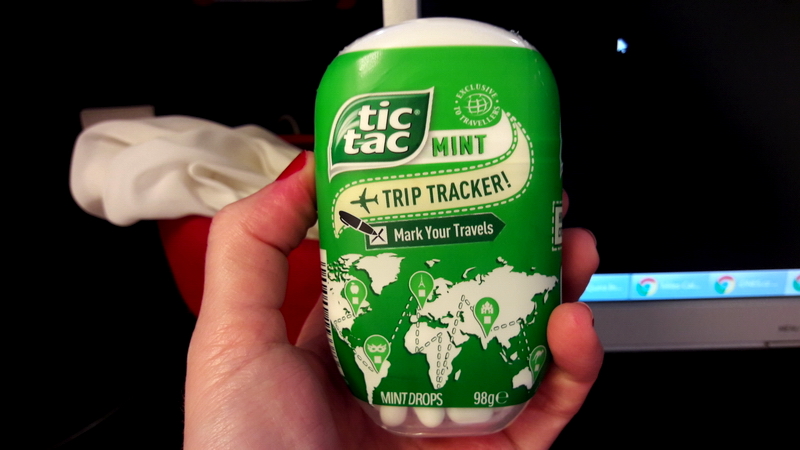 EXCLUSIVE
TO TRAVELLERS
tic
tac
MINT
TRIP TRACKER!
Mark Your Travels
MINT DROPS
98g℮